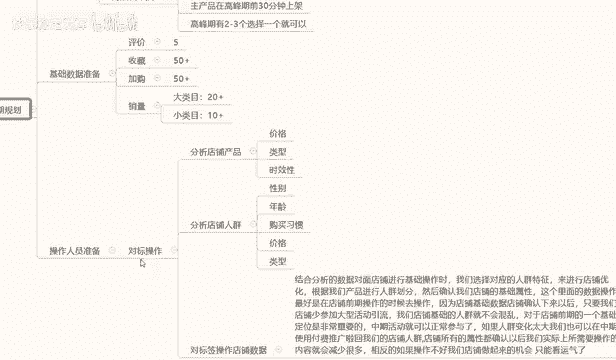 主产品在高峰期前30分钟上架
高峰期有2-3个选择一个就可以
评价 5
收藏 50+
基础数据准备
加购 50+
大类目：20+
销量
期规划
小类目：10+
价格
分析店铺产品
类型
时效性
性别
年龄
分析店铺人群
购买习惯
价格
操作人员准备
对标操作
类型
结合分析的数据对面店铺进行基础操作时，我们选择对应的人群特征，来进行店铺优
化，根据我们产品进行人群划分，然后确认我们店铺的基础属性，这个里面的数据操作
最好是在店铺前期操作的时候去操作，因为店铺基础数据店铺确认下来以后，只要我们
店铺少参加大型活动引流，我们店铺基础的人群就不会混乱，对于店铺前期的一个基础
定位是非常重要的，中期活动就可以正常参与了，如果人群变化太大我们也可以在中期
使用付费推广啦回我们的店铺人群,店铺所有的属性都确认以后我们实际上所需要操作的
对标签操作店铺数据
内容就会减少很多，相反的如果操作不好我们店铺做起来的机会 只能看运气了